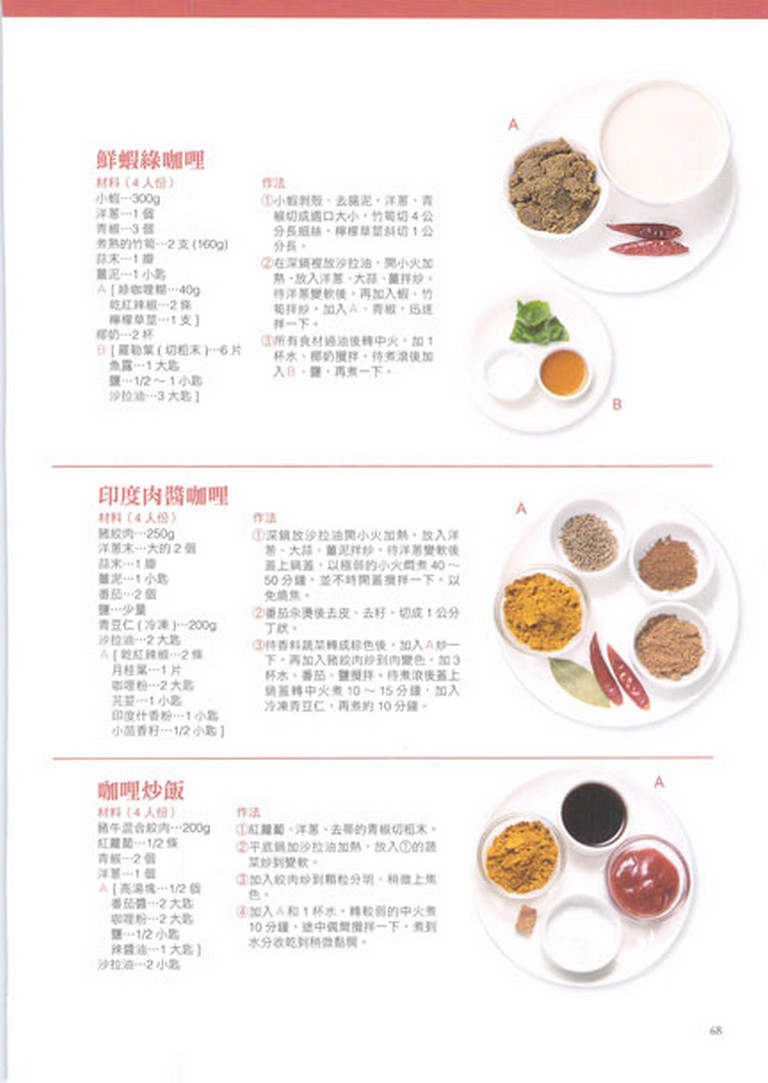 鮮蝦綠咖哩
材料（4 人份）
小蝦…300g
洋蔥…1 個
青椒…3 個
煮熟的竹筍…2 支 (160g)
蒜末…1 瓣
薑泥…1 小匙
A [ 綠咖哩糊…40g
乾紅辣椒…2 條
檸檬草莖…1 支 ]
椰奶…2 杯
B [ 羅勒葉 ( 切粗末 )…6 片
魚露…1 大匙
鹽…1/2 ～ 1 小匙
沙拉油…3 大匙 ]
作法
①小蝦剝殼、去腸泥，洋蔥、青
椒切成適口大小，竹筍切 4 公
分長細絲，檸檬草莖斜切 1 公
分長。
②在深鍋裡放沙拉油，開小火加
熱，放入洋蔥、大蒜、薑拌炒。
待洋蔥變軟後，再加入蝦、竹
筍拌炒，加入 A、青椒，迅速
拌一下。
③所有食材過油後轉中火，加 1
杯水、椰奶攪拌，待煮滾後加
入 B、鹽，再煮一下。
A
B
印度肉醬咖哩
材料（4 人份）
豬絞肉…250g
洋蔥末…大的 2 個
蒜末…1 瓣
薑泥…1 小匙
番茄…2 個
鹽…少量
青豆仁 ( 冷凍 )…200g
沙拉油…2 大匙
A [ 乾紅辣椒…2 條
月桂葉…1 片
咖哩粉…2 大匙
芫荽…1 小匙
印度什香粉…1 小匙
小茴香籽…1/2 小匙 ]
作法
①深鍋放沙拉油開小火加熱，放入洋
蔥、大蒜、薑泥拌炒，待洋蔥變軟後
蓋上鍋蓋，以極弱的小火燜煮 40 ～
50 分鐘，並不時開蓋攪拌一下，以
免燒焦。
②番茄汆燙後去皮、去籽，切成 1 公分
丁狀。
③待香料蔬菜轉成棕色後，加入 A 炒一
下，再加入豬絞肉炒到肉變色，加 3
杯水、番茄、鹽攪拌，待煮滾後蓋上
鍋蓋轉中火煮 10 ～ 15 分鐘，加入
冷凍青豆仁，再煮約 10 分鐘。
A
咖哩炒飯
材料（4 人份）
豬牛混合絞肉…200g
紅蘿蔔…1/2 條
青椒…2 個
洋蔥…1 個
A [ 高湯塊…1/2 個
番茄醬…2 大匙
咖哩粉…2 大匙
鹽…1/2 小匙
辣醬油…1 大匙 ]
沙拉油…2 小匙
作法
①紅蘿蔔、洋蔥、去蒂的青椒切粗末。
②平底鍋加沙拉油加熱，放入①的蔬
菜炒到變軟。
③加入絞肉炒到顆粒分明、稍微上焦
色。
④加入 A 和 1 杯水，轉較弱的中火煮
10 分鐘，途中偶爾攪拌一下，煮到
水分收乾到稍微黏稠。
A
68